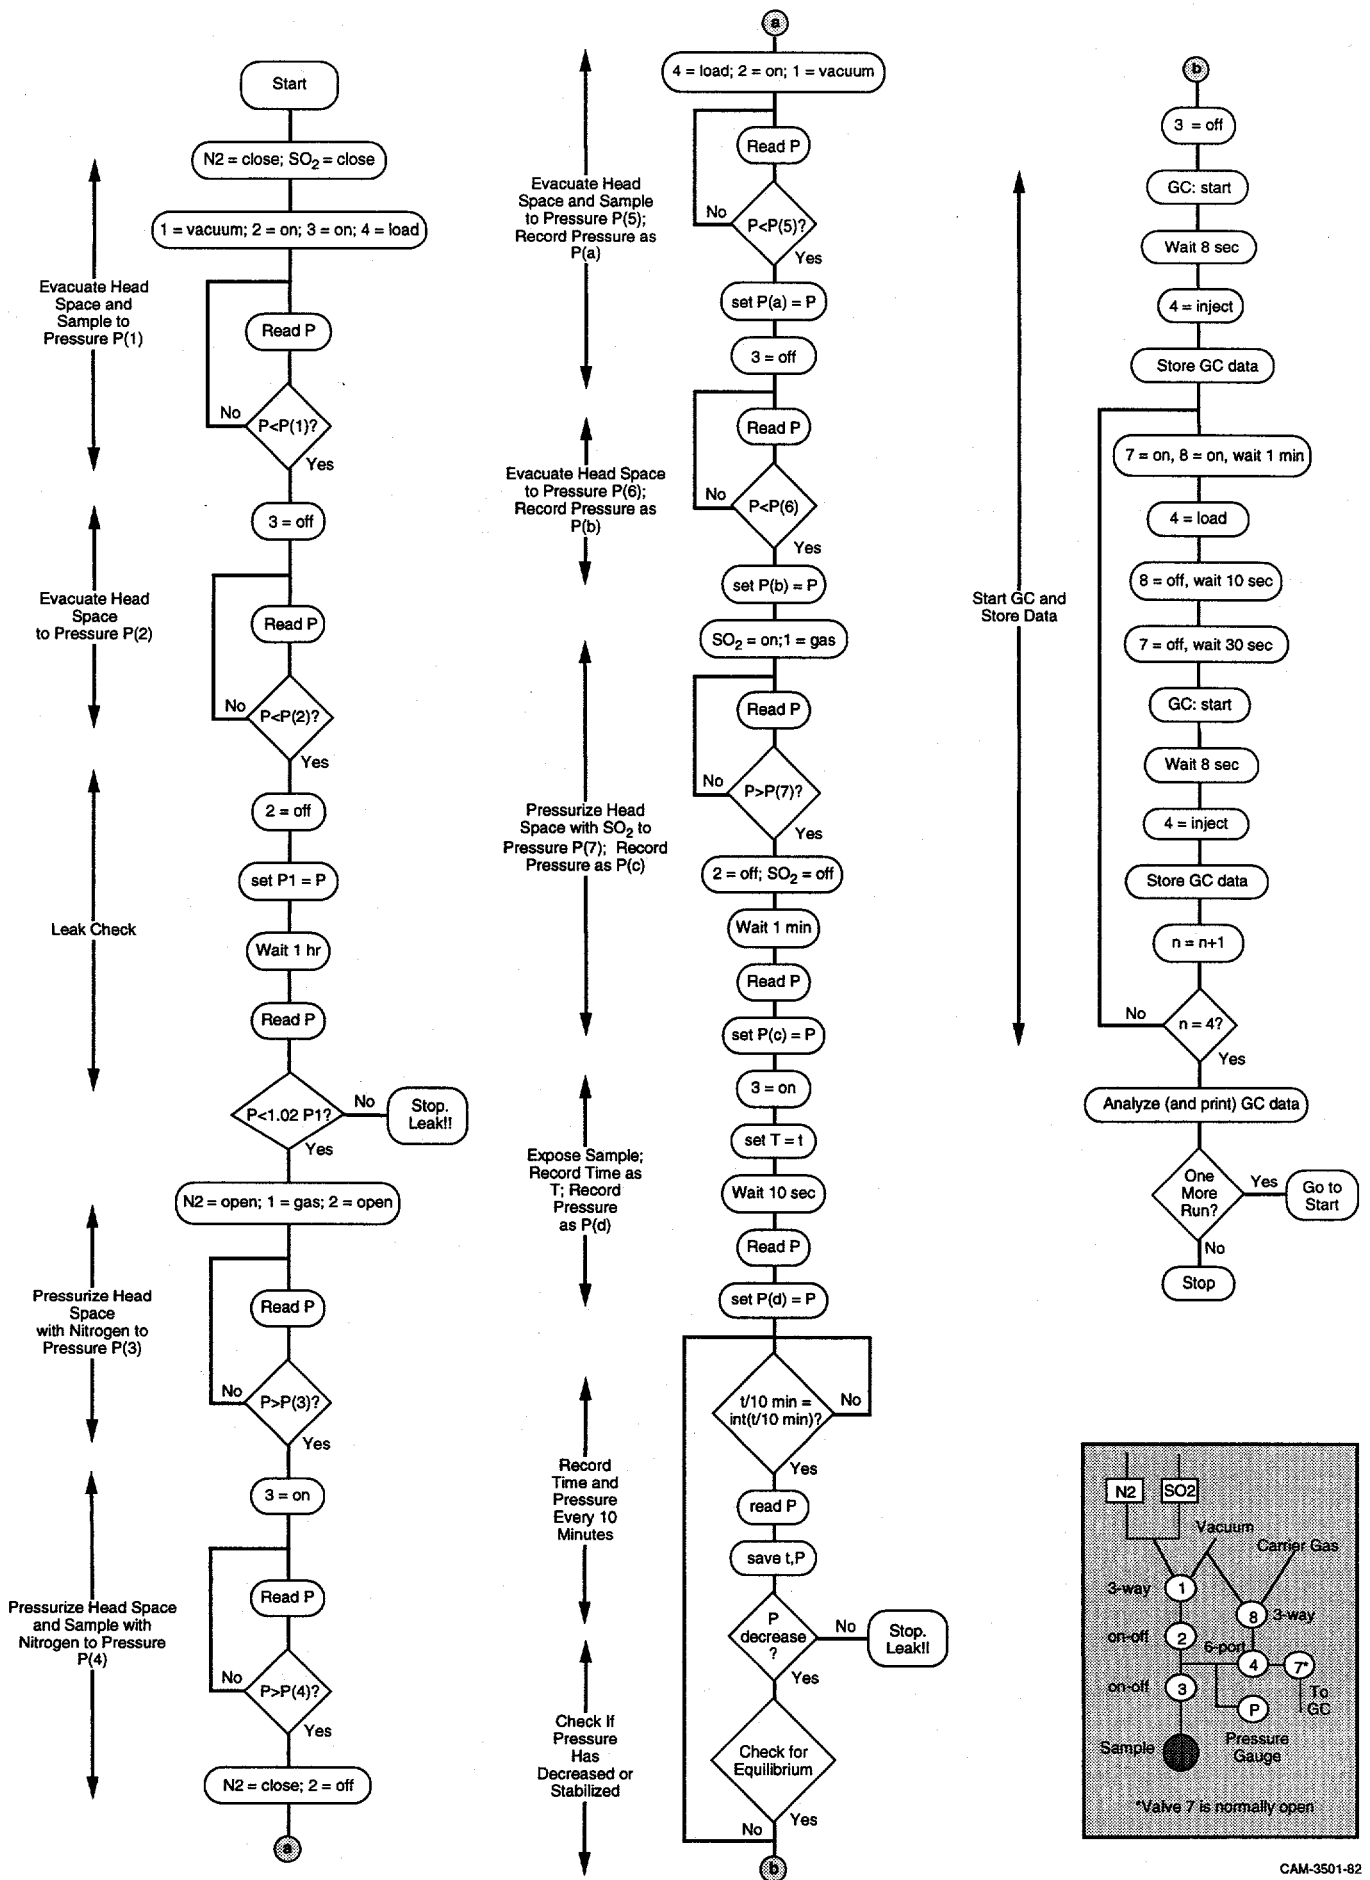 Start
N2 = close; SO2 = close
1 = vacuum; 2 = on; 3 = on; 4 = load
Evacuate Head
Space and
Sample to
Pressure P(1)
Read P
No
P<P(1)?
Yes
3 = off
Evacuate Head
Space
to Pressure P(2)
Read P
No
P<P(2)?
Yes
2 = off
set P1 = P
Leak Check
Wait 1 hr
Read P
P<1.02 P1?
No
Stop.
Leak!!
Yes
N2 = open; 1 = gas; 2 = open
Pressurize Head
Space
with Nitrogen to
Pressure P(3)
Read P
No
P>P(3)?
Yes
3 = on
Pressurize Head Space
and Sample with
Nitrogen to Pressure
P(4)
Read P
No
P>P(4)?
Yes
N2 = close; 2 = off
a
a
4 = load; 2 = on; 1 = vacuum
Evacuate Head
Space and Sample
to Pressure P(5);
Record Pressure as
P(a)
Read P
No
P<P(5)?
Yes
set P(a) = P
3 = off
Evacuate Head Space
to Pressure P(6);
Record Pressure as
P(b)
Read P
No
P<P(6)
Yes
set P(b) = P
SO2 = on;1 = gas
Pressurize Head
Space with SO2 to
Pressure P(7); Record
Pressure as P(c)
Read P
No
P>P(7)?
Yes
2 = off; SO2 = off
Wait 1 min
Read P
set P(c) = P
3 = on
Expose Sample;
Record Time as
T; Record
Pressure
as P(d)
set T = t
Wait 10 sec
Read P
set P(d) = P
t/10 min =
int(t/10 min)?
No
Yes
Record
Time and
Pressure
Every 10
Minutes
read P
save t,P
P
decrease
?
No
Stop.
Leak!!
Yes
Check If
Pressure
Has
Decreased or
Stabilized
Check for
Equilibrium
Yes
No
b
b
3 = off
GC: start
Wait 8 sec
4 = inject
Store GC data
7 = on, 8 = on, wait 1 min
4 = load
8 = off, wait 10 sec
Start GC and
Store Data
7 = off, wait 30 sec
GC: start
Wait 8 sec
4 = inject
Store GC data
n = n+1
No
n = 4?
Yes
Analyze (and print) GC data
One
More
Run?
Yes
Go to
Start
No
Stop
N2
SO2
Vacuum
Carrier Gas
3-way
1
8
3-way
on-off
2
6-port
4
7*
on-off
3
To
GC
P
Sample
Pressure
Gauge
*Valve 7 is normally open
CAM-3501-82